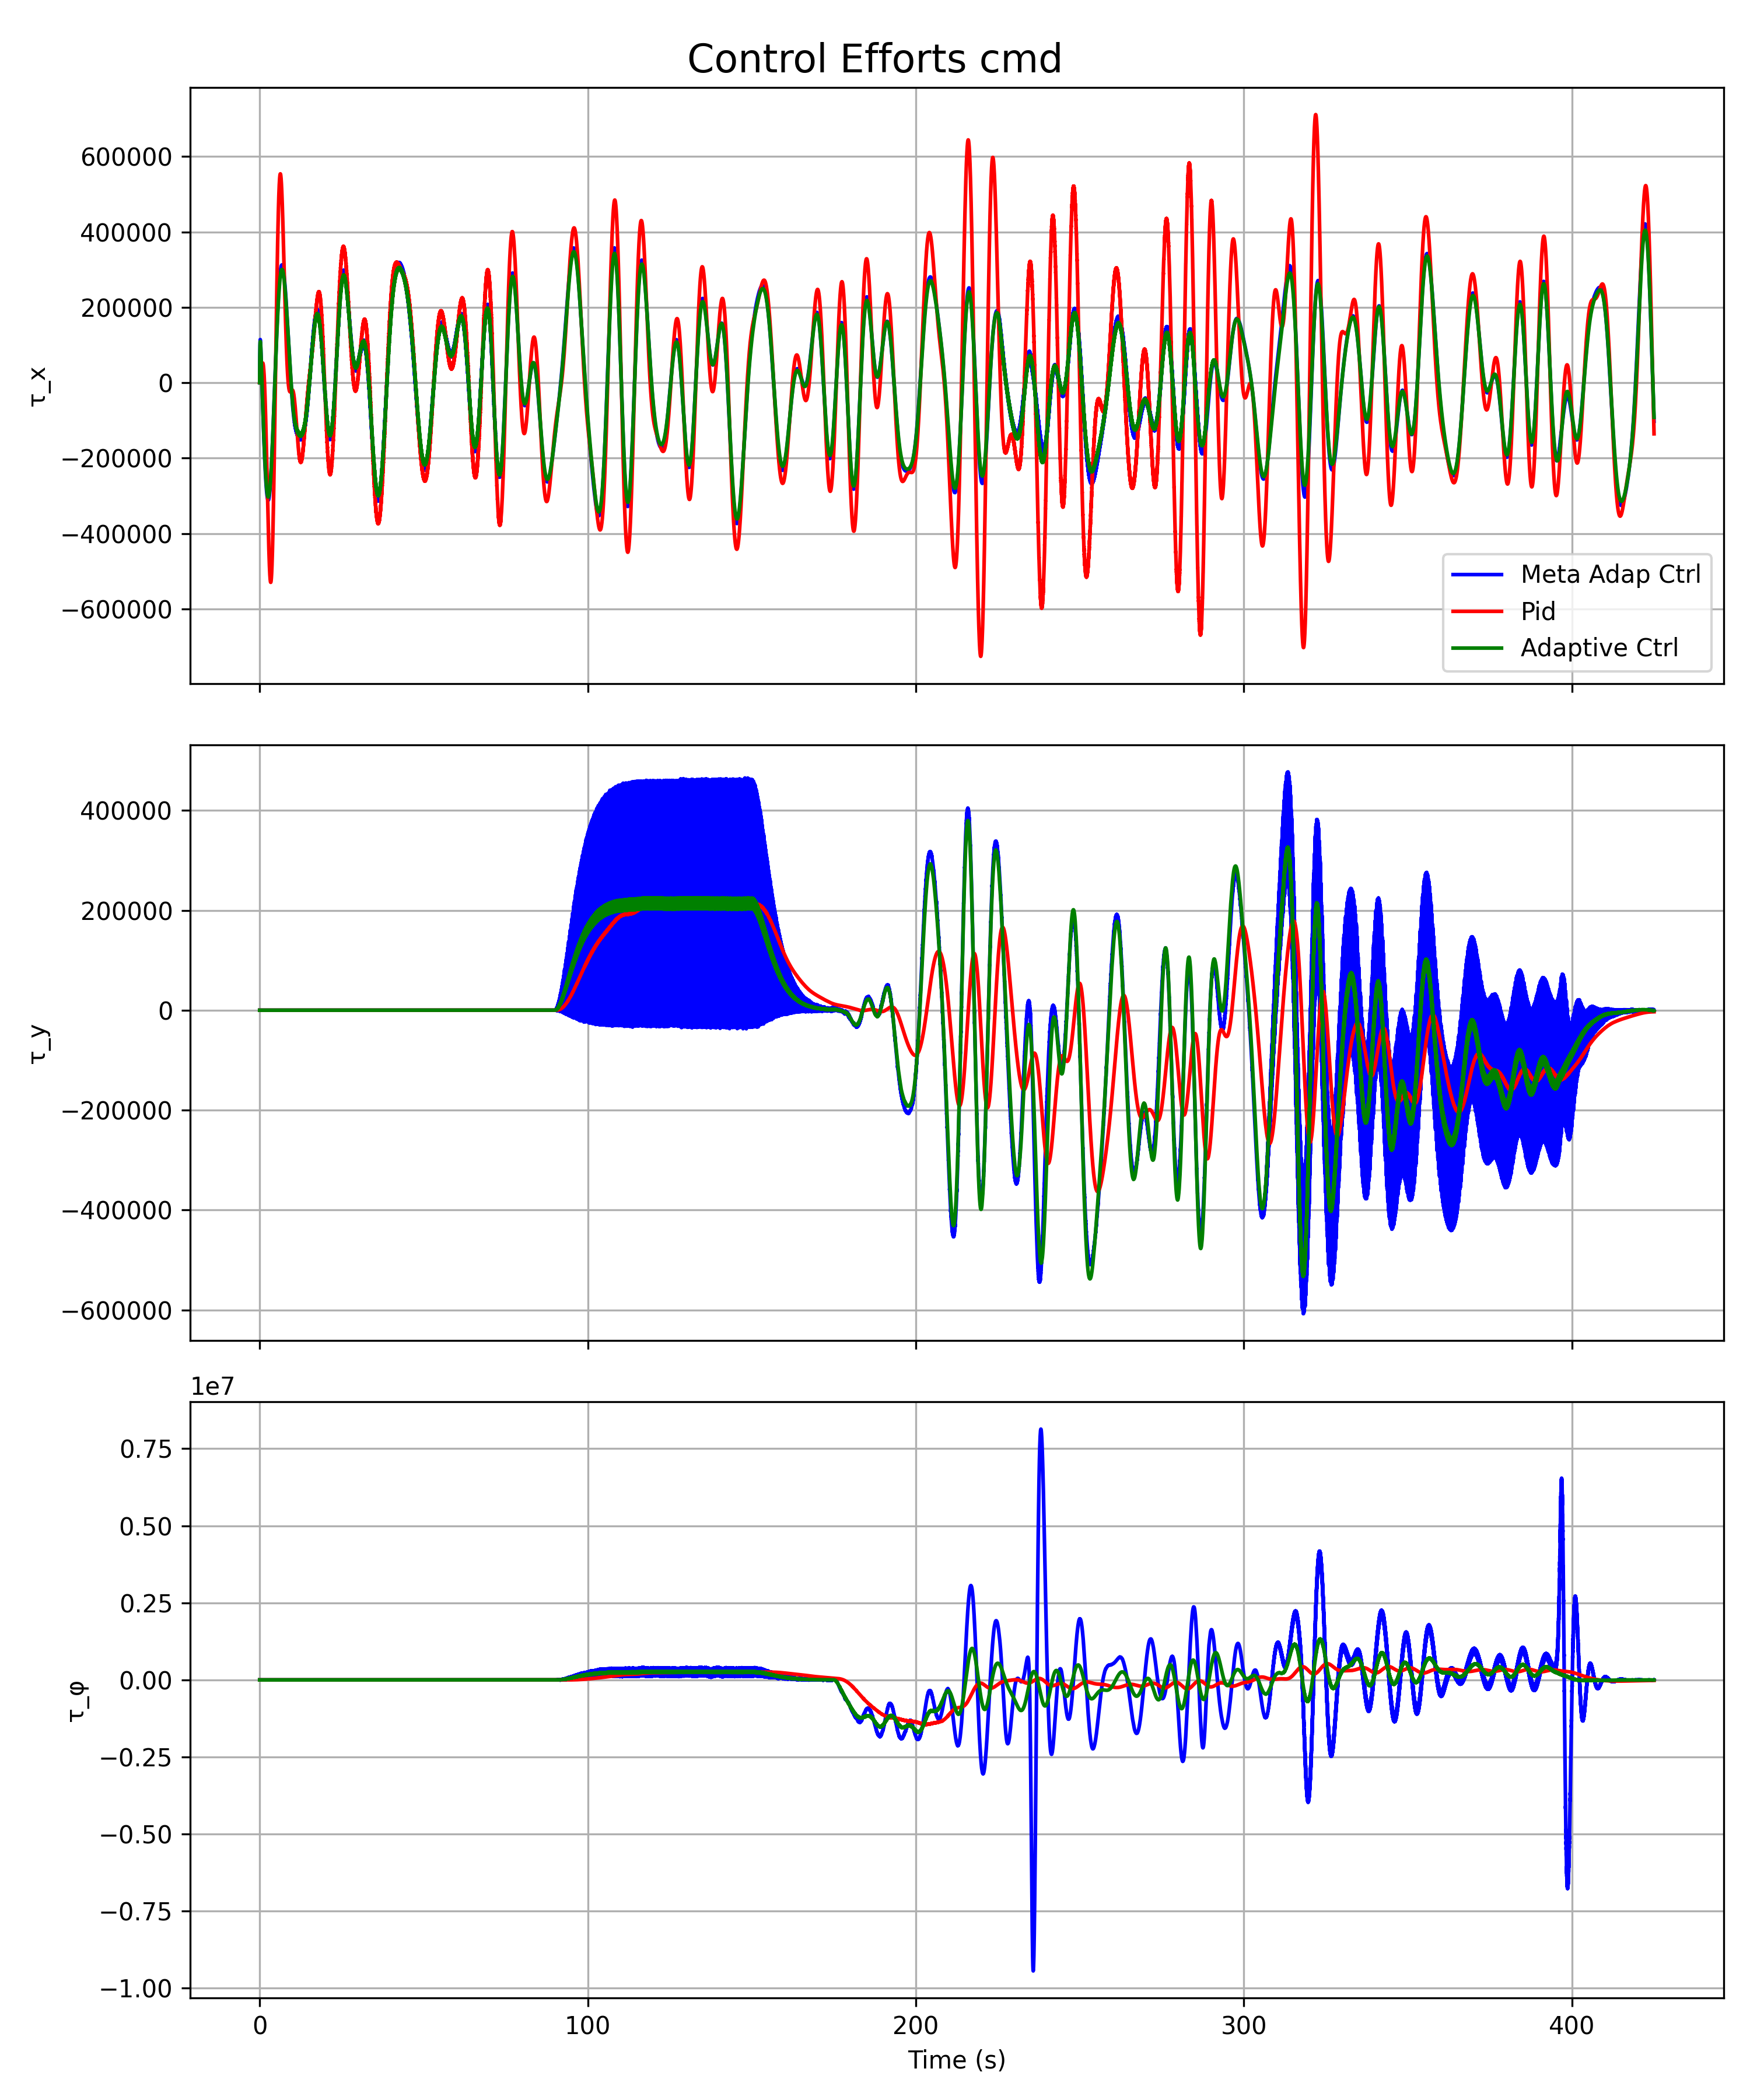 Control Efforts cmd
τ_x
600000
400000
200000
0
−200000
−400000
−600000
Meta Adap Ctrl
Pid
Adaptive Ctrl
τ_y
400000
200000
0
−200000
−400000
−600000
1e7
τ_φ
0.75
0.50
0.25
0.00
−0.25
−0.50
−0.75
−1.00
0 100 200 300 400
Time (s)